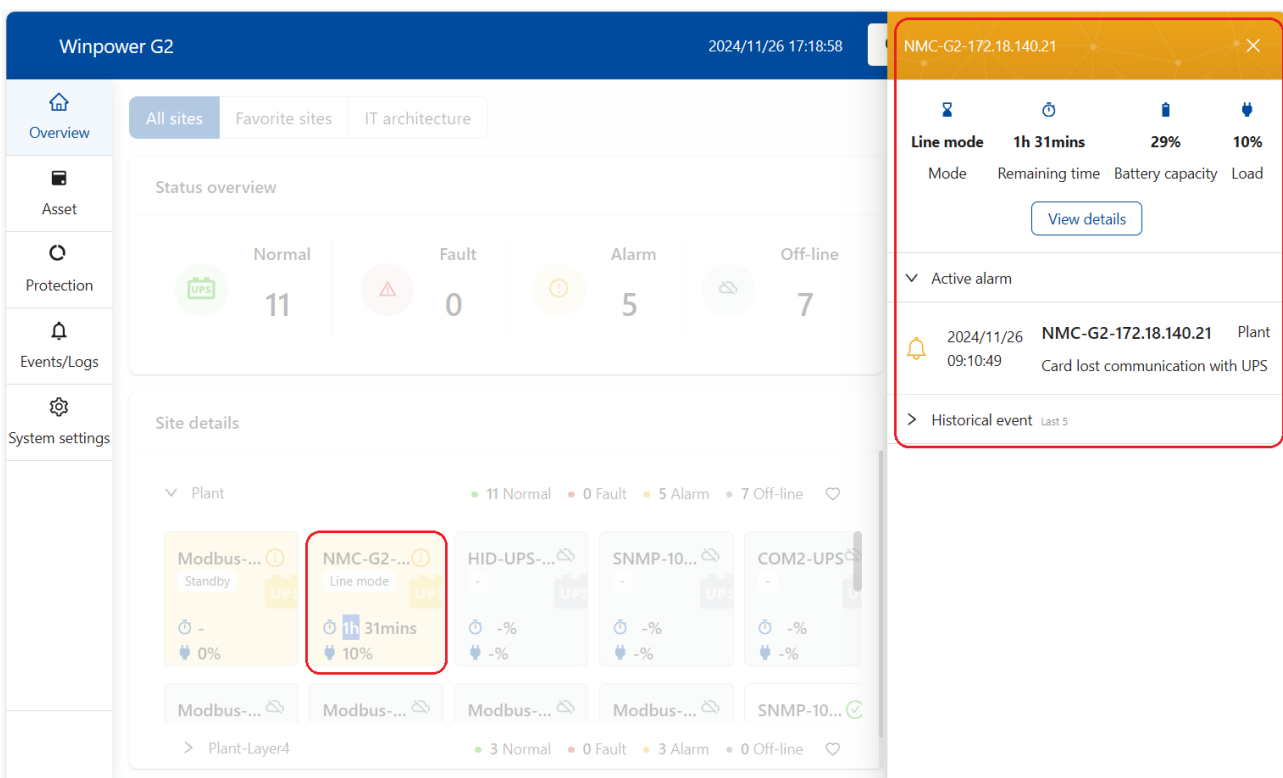 Winpower G2
2024/11/26 17:18:58
Overview
Asset
Protection
Events/Logs
System settings
All sites Favorite sites IT architecture
Status overview
Normal
11
Fault
0
Alarm
5
Off-line
7
Site details
Plant
11 Normal 0 Fault 5 Alarm 7 Off-line
Modbus-...
Standby
UPS
-
0%
NMC-G2-...
Line mode
UPS
1h 31mins
10%
HID-UPS-...
-
UPS
-%
-%
SNMP-10...
-
UPS
-%
-%
COM2-UPS
-
-%
-%
Modbus-...
Modbus-...
Modbus-...
Modbus-...
SNMP-10...
Plant-Layer4
3 Normal 0 Fault 3 Alarm 0 Off-line
NMC-G2-172.18.140.21
Line mode 1h 31mins 29% 10%
Mode Remaining time Battery capacity Load
View details
Active alarm
2024/11/26
09:10:49
NMC-G2-172.18.140.21 Plant
Card lost communication with UPS
Historical event Last 5